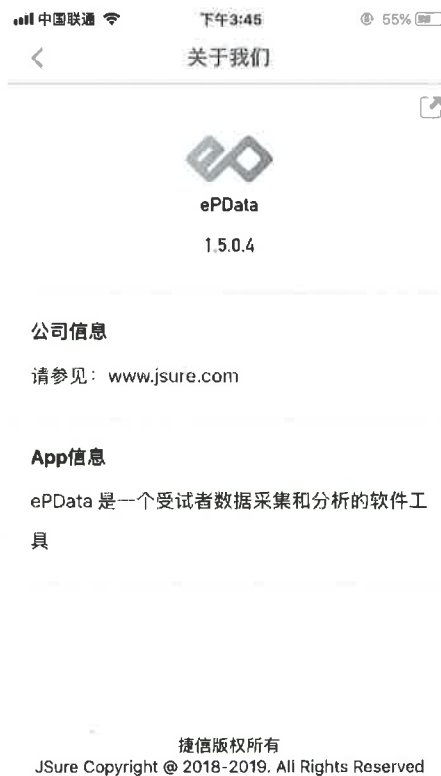 中国联通 下午3:45 55%
关于我们
ePData
1.5.0.4
公司信息
请参见：www.jsure.com
App信息
ePData 是一个受试者数据采集和分析的软件工
具
捷信版权所有
JSure Copyright @ 2018-2019. All Rights Reserved